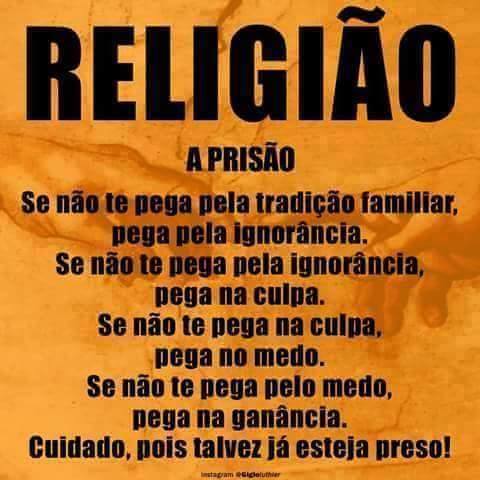 RELIGIÃO
A PRISÃO
Se não te pega pela tradição familiar,
pega pela ignorância.
Se não te pega pela ignorância,
pega na culpa.
Se não te pega na culpa,
pega no medo.
Se não te pega pelo medo,
pega na ganância.
Cuidado, pois talvez já esteja preso!
Instagram @Gigioluthier